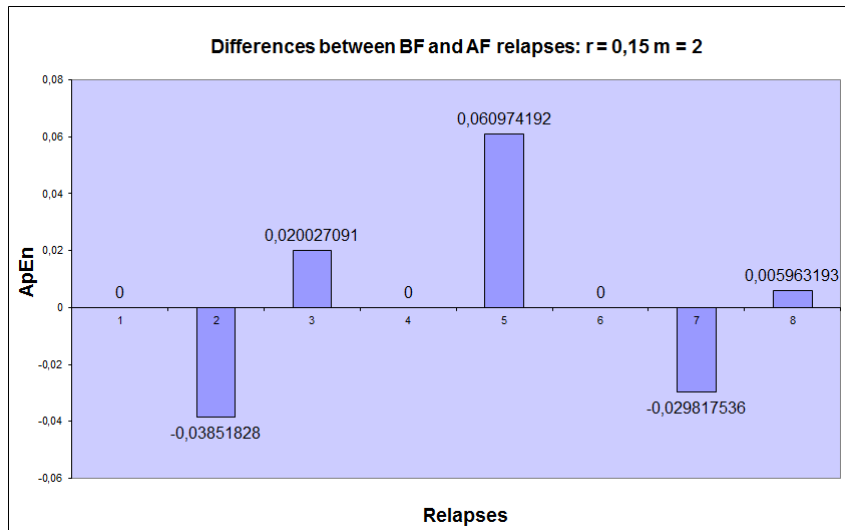 Differences between BF and AF relapses: r = 0,15 m = 2
0,08
0,060974192
0,06
0,04
0,020027091
0,02
0,005963193
0 0 0
0
1 2 3 4 5 6 7 8
-0,02
-0,029817536
-0,03851828
-0,04
-0,06
ApEn
Relapses